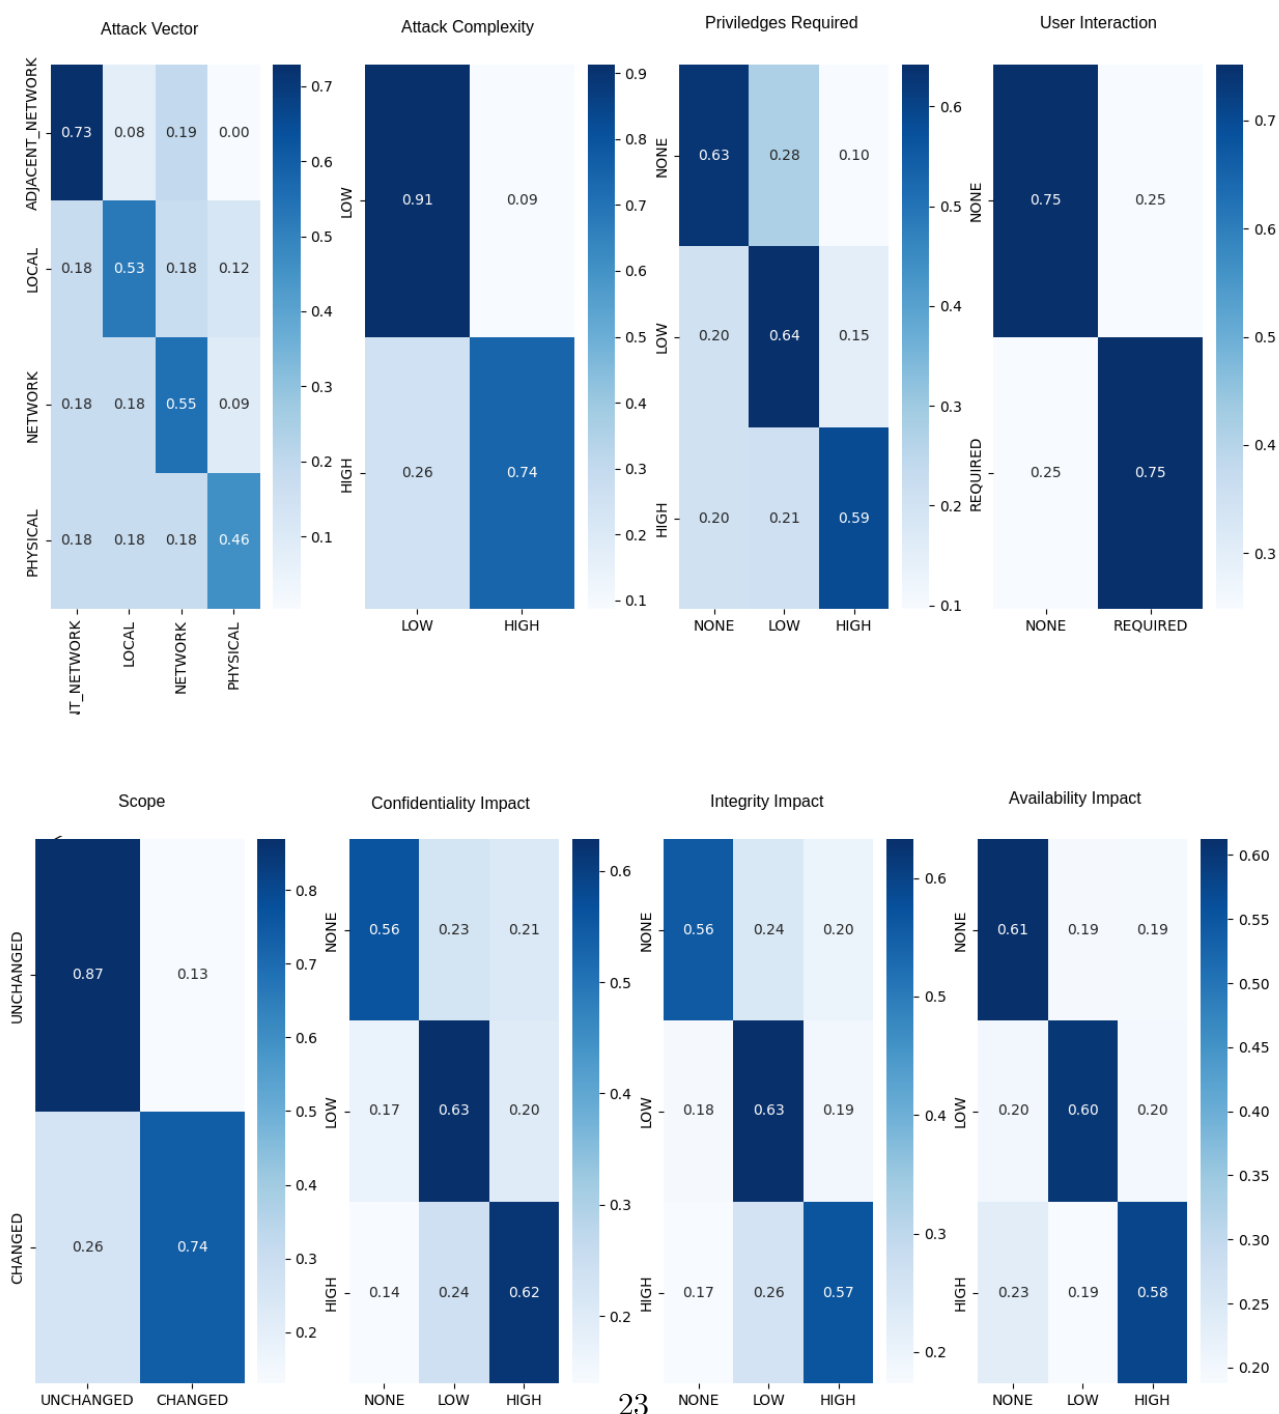 Attack Vector
Attack Complexity
Priviledges Required
User Interaction
ADJACENT_NETWORK
LOCAL
NETWORK
PHYSICAL
0.73 0.08 0.19 0.00
0.18 0.53 0.18 0.12
0.18 0.18 0.55 0.09
0.18 0.18 0.18 0.46
LOCAL
NETWORK
PHYSICAL
0.7
0.6
0.5
0.4
0.3
0.2
0.1
LOW
HIGH
0.91 0.09
0.26 0.74
LOW HIGH
0.9
0.8
0.7
0.6
0.5
0.4
0.3
0.2
0.1
NONE
LOW
HIGH
0.63 0.28 0.10
0.20 0.64 0.15
0.20 0.21 0.59
NONE LOW HIGH
0.6
0.5
0.4
0.3
0.2
0.1
NONE
REQUIRED
0.75 0.25
0.25 0.75
NONE REQUIRED
0.7
0.6
0.5
0.4
0.3
Scope
Confidentiality Impact
Integrity Impact
Availability Impact
UNCHANGED
CHANGED
0.87 0.13
0.26 0.74
UNCHANGED CHANGED
0.8
0.7
0.6
0.5
0.4
0.3
0.2
NONE
LOW
HIGH
0.56 0.23 0.21
0.17 0.63 0.20
0.14 0.24 0.62
NONE LOW HIGH
0.6
0.5
0.4
0.3
0.2
NONE
LOW
HIGH
0.56 0.24 0.20
0.18 0.63 0.19
0.17 0.26 0.57
NONE LOW HIGH
0.6
0.5
0.4
0.3
0.2
NONE
LOW
HIGH
0.61 0.19 0.19
0.20 0.60 0.20
0.23 0.19 0.58
NONE LOW HIGH
0.60
0.55
0.50
0.45
0.40
0.35
0.30
0.25
0.20
23